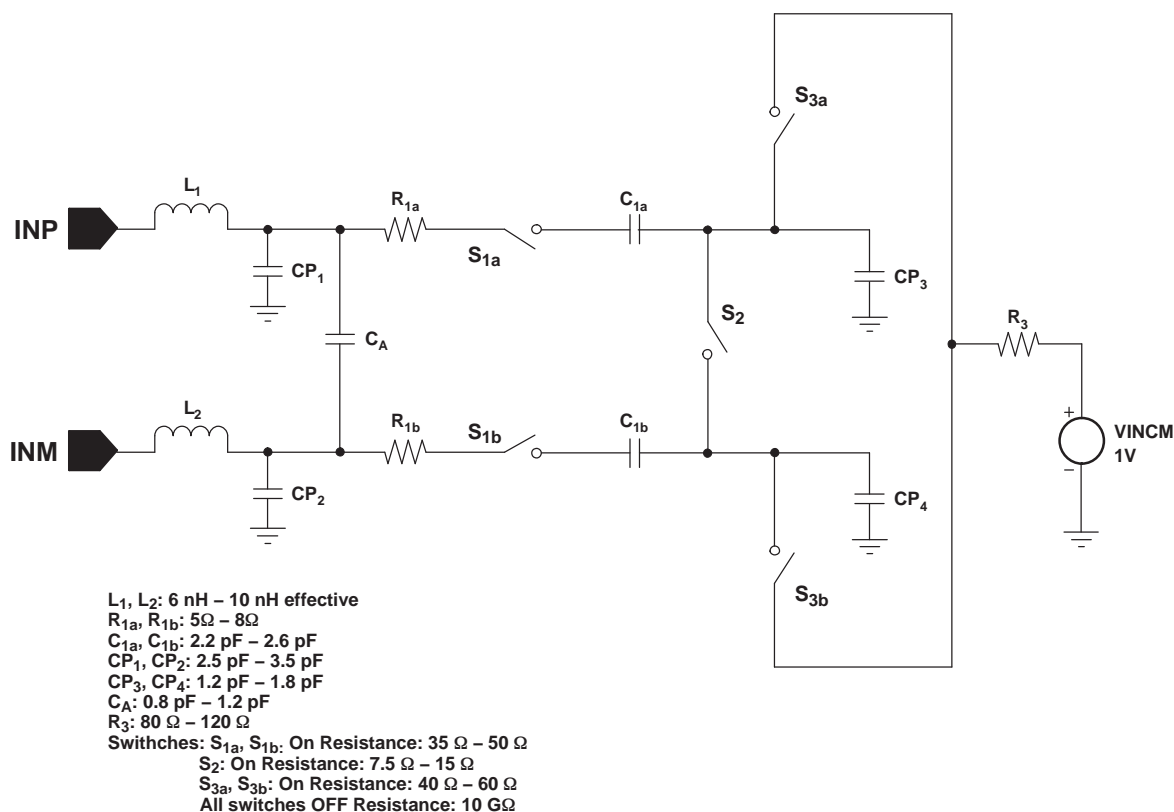 S3a
L1
R1a
C1a
INP
S1a
CP1
CP3
S2
R3
CA
L2
R1b
S1b
C1b
INM
+
VINCM
1V
−
CP2
CP4
S3b
L1, L2: 6 nH – 10 nH effective
R1a, R1b: 5Ω – 8Ω
C1a, C1b: 2.2 pF – 2.6 pF
CP1, CP2: 2.5 pF – 3.5 pF
CP3, CP4: 1.2 pF – 1.8 pF
CA: 0.8 pF – 1.2 pF
R3: 80 Ω – 120 Ω
Swithches: S1a, S1b: On Resistance: 35 Ω – 50 Ω
S2: On Resistance: 7.5 Ω – 15 Ω
S3a, S3b: On Resistance: 40 Ω – 60 Ω
All switches OFF Resistance: 10 GΩ